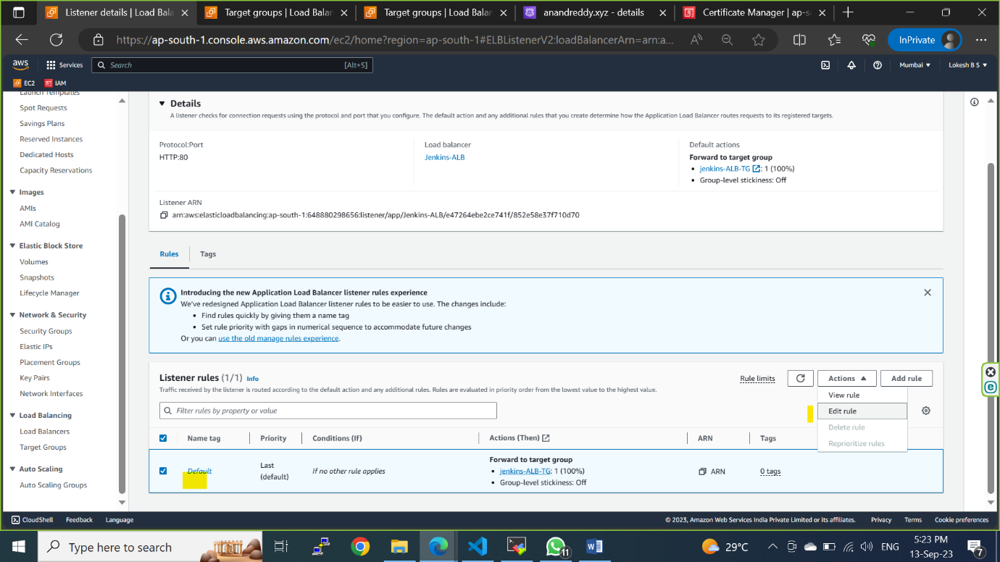 Listener details | Load Bala
Target groups | Load Balan
Target groups | Load Balan
anandreddy.xyz - details
Certificate Manager | ap-s
https://ap-south-1.console.aws.amazon.com/ec2/home?region=ap-south-1#ELBListenerV2:loadBalancerArn=arn:a...
InPrivate
aws
Services
Search
[Alt+S]
Mumbai
Lokesh B S
EC2
IAM
Launch Templates
Spot Requests
Savings Plans
Reserved Instances
Dedicated Hosts
Capacity Reservations
Images
AMIs
AMI Catalog
Elastic Block Store
Volumes
Snapshots
Lifecycle Manager
Network & Security
Security Groups
Elastic IPs
Placement Groups
Key Pairs
Network Interfaces
Load Balancing
Load Balancers
Target Groups
Auto Scaling
Auto Scaling Groups
Details
A listener checks for connection requests using the protocol and port that you configure. The default action and any additional rules that you create determine how the Application Load Balancer routes requests to its registered targets.
Protocol:Port
HTTP:80
Load balancer
Jenkins-ALB
Default actions
Forward to target group
• jenkins-ALB-TG: 1 (100%)
• Group-level stickiness: Off
Listener ARN
arn:aws:elasticloadbalancing:ap-south-1:648880298656:listener/app/Jenkins-ALB/e47264ebe2ce741f/852e58e37f710d70
Rules
Tags
Introducing the new Application Load Balancer listener rules experience
We've redesigned Application Load Balancer listener rules to be easier to use. The changes include:
• Find rules quickly by giving them a name tag
• Set rule priority with gaps in numerical sequence to accommodate future changes
Or you can use the old manage rules experience.
Listener rules (1/1) Info
Traffic received by the listener is routed according to the default action and any additional rules. Rules are evaluated in priority order from the lowest value to the highest value.
Rule limits
Actions
Add rule
View rule
Edit rule
Delete rule
Reprioritize rules
Filter rules by property or value
Name tag
Priority
Conditions (If)
Actions (Then)
ARN
Tags
Default
Last
(default)
If no other rule applies
Forward to target group
• jenkins-ALB-TG: 1 (100%)
• Group-level stickiness: Off
ARN
0 tags
CloudShell
Feedback
Language
© 2023, Amazon Web Services India Private Limited or its affiliates.
Privacy
Terms
Cookie preferences
Type here to search
11
29°C
ENG
5:23 PM
13-Sep-23
7